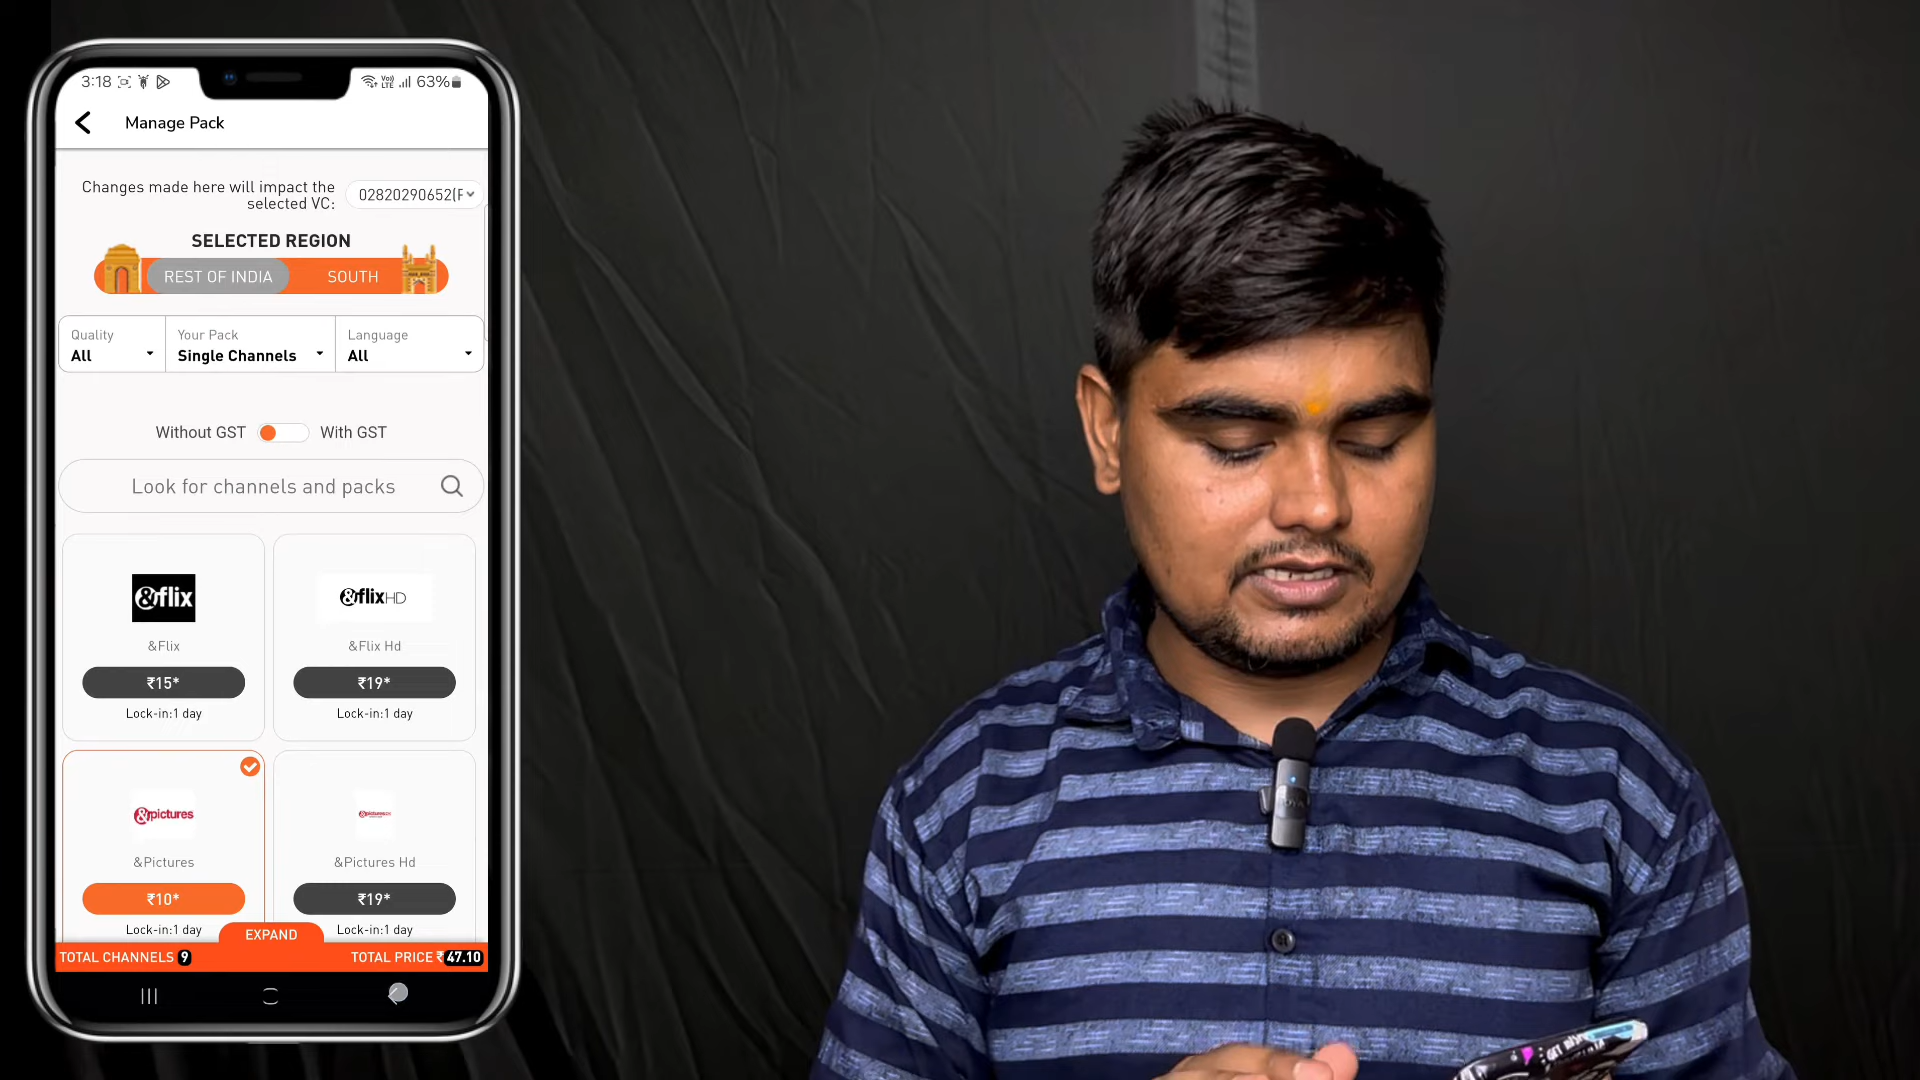 3:18
Vo)) LTE 63%
Manage Pack
Changes made here will impact the
selected VC:
02820290652(F
SELECTED REGION
REST OF INDIA
SOUTH
Quality
All
Your Pack
Single Channels
Language
All
Without GST
With GST
Look for channels and packs
&flix
&flixHD
&Flix
&Flix Hd
₹15*
₹19*
Lock-in:1 day
Lock-in:1 day
&pictures
&pictures
&Pictures
&Pictures Hd
₹10*
₹19*
Lock-in:1 day
Lock-in:1 day
EXPAND
TOTAL CHANNELS 9
TOTAL PRICE ₹ 47.10